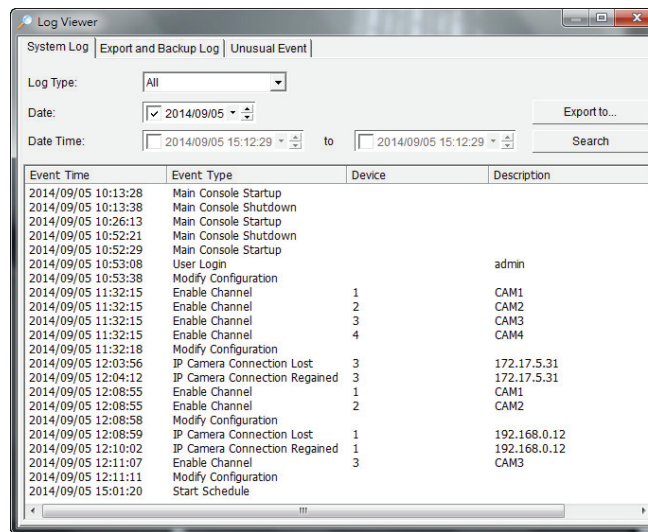 Log Viewer
System Log Export and Backup Log Unusual Event
Log Type: All
Date: 2014/09/05 Export to...
Date Time: 2014/09/05 15:12:29 to 2014/09/05 15:12:29 Search
Event Time Event Type Device Description
2014/09/05 10:13:28 Main Console Startup
2014/09/05 10:13:38 Main Console Shutdown
2014/09/05 10:26:13 Main Console Startup
2014/09/05 10:52:21 Main Console Shutdown
2014/09/05 10:52:29 Main Console Startup
2014/09/05 10:53:08 User Login admin
2014/09/05 10:53:38 Modify Configuration
2014/09/05 11:32:15 Enable Channel 1 CAM1
2014/09/05 11:32:15 Enable Channel 2 CAM2
2014/09/05 11:32:15 Enable Channel 3 CAM3
2014/09/05 11:32:15 Enable Channel 4 CAM4
2014/09/05 11:32:18 Modify Configuration
2014/09/05 12:03:56 IP Camera Connection Lost 3 172.17.5.31
2014/09/05 12:04:12 IP Camera Connection Regained 3 172.17.5.31
2014/09/05 12:08:55 Enable Channel 1 CAM1
2014/09/05 12:08:55 Enable Channel 2 CAM2
2014/09/05 12:08:58 Modify Configuration
2014/09/05 12:08:59 IP Camera Connection Lost 1 192.168.0.12
2014/09/05 12:10:02 IP Camera Connection Regained 1 192.168.0.12
2014/09/05 12:11:07 Enable Channel 3 CAM3
2014/09/05 12:11:11 Modify Configuration
2014/09/05 15:01:20 Start Schedule